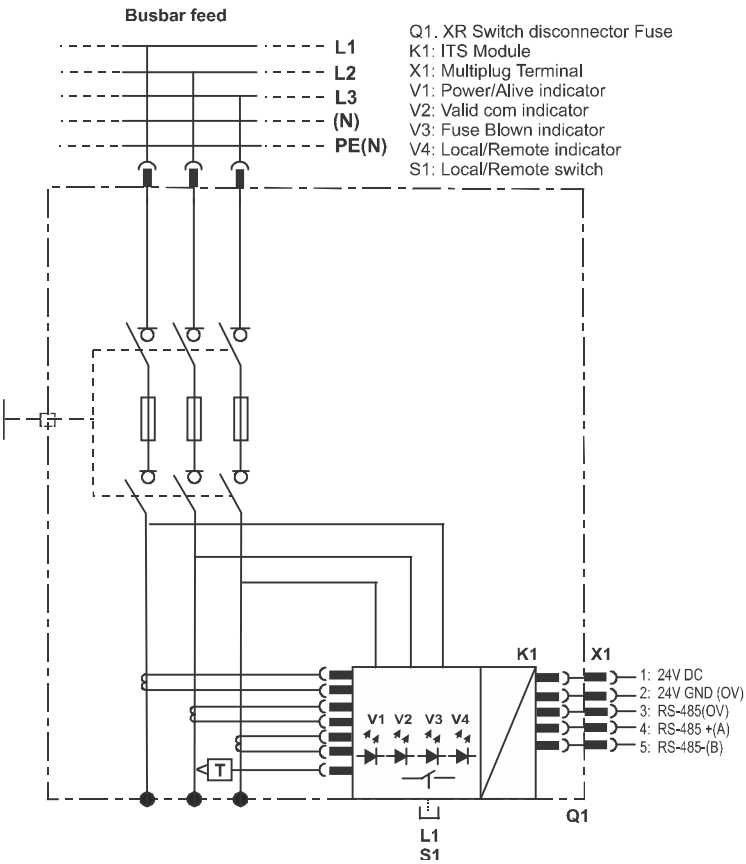 Busbar feed
L1
L2
L3
(N)
PE(N)
Q1. XR Switch disconnector Fuse
K1: ITS Module
X1: Multiplug Terminal
V1: Power/Alive indicator
V2: Valid com indicator
V3: Fuse Blown indicator
V4: Local/Remote indicator
S1: Local/Remote switch
K1 X1
1: 24V DC
2: 24V GND (OV)
3: RS-485(OV)
4: RS-485 +(A)
5: RS-485-(B)
V1 V2 V3 V4
T
Q1
L1
S1